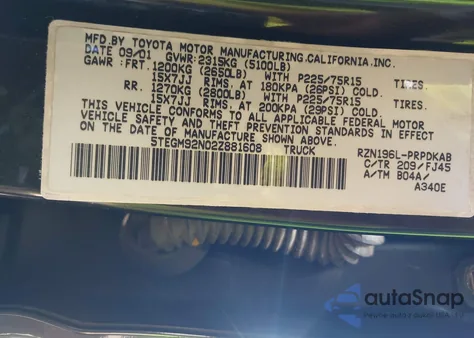 MFD.BY TOYOTA MOTOR MANUFACTURING.CALIFORNIA.INC.
DATE 09/01 GVWR:2315KG (5100LB)
GAWR : FRT.1200KG (2650LB) WITH P225/75R15 TIRES
15X7JJ RIMS. AT 180KPA (26PSI) COLD.
RR. 1270KG (2800LB) WITH P225/75R15 TIRES
15X7JJ RIMS. AT 200KPA (29PSI) COLD.
THIS VEHICLE CONFORMS TO ALL APPLICABLE FEDERAL MOTOR
VEHICLE SAFETY AND THEFT PREVENTION STANDARDS IN EFFECT
ON THE DATE OF MANUFACTURE SHOWN ABOVE.
5TEGM92N02Z881608 TRUCK
RZN196L-PRPDKAB
C/TR 209/FJ45
A/TM B04A/
A340E
autoSnap